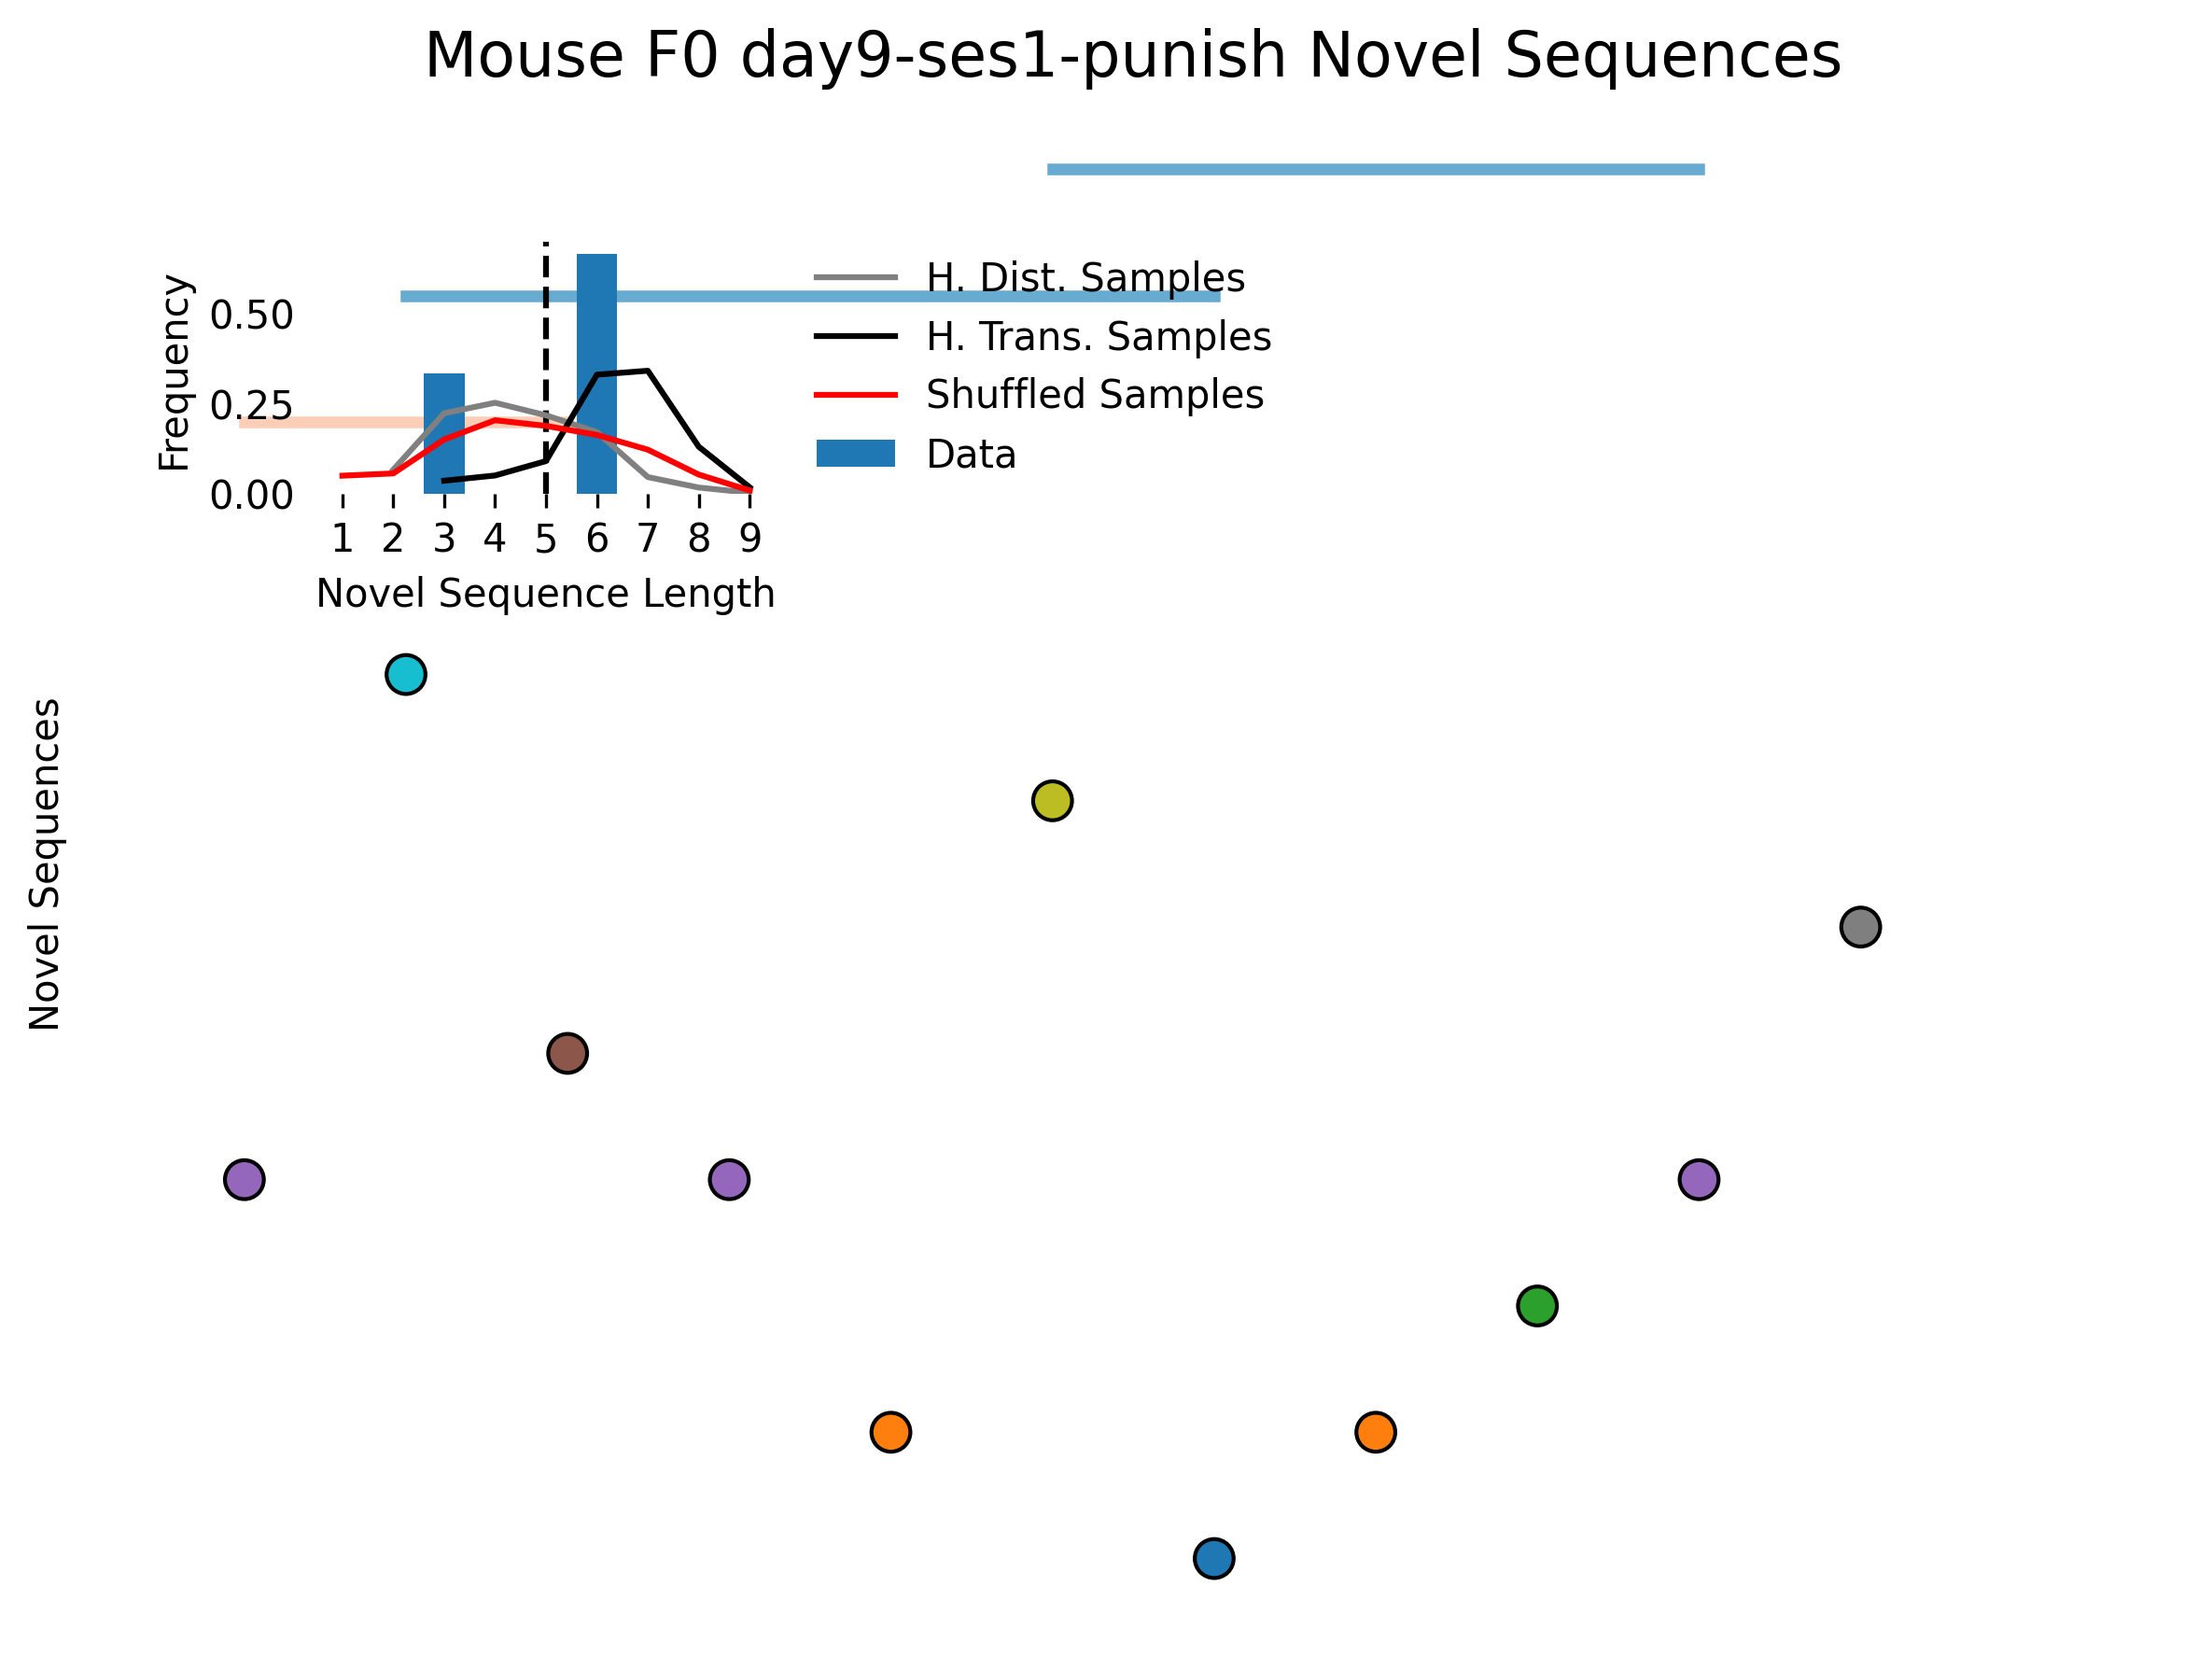 Mouse F0 day9-ses1-punish Novel Sequences
Frequency
0.50
0.25
0.00
1 2 3 4 5 6 7 8 9
Novel Sequence Length
H. Dist. Samples
H. Trans. Samples
Shuffled Samples
Data
Novel Sequences